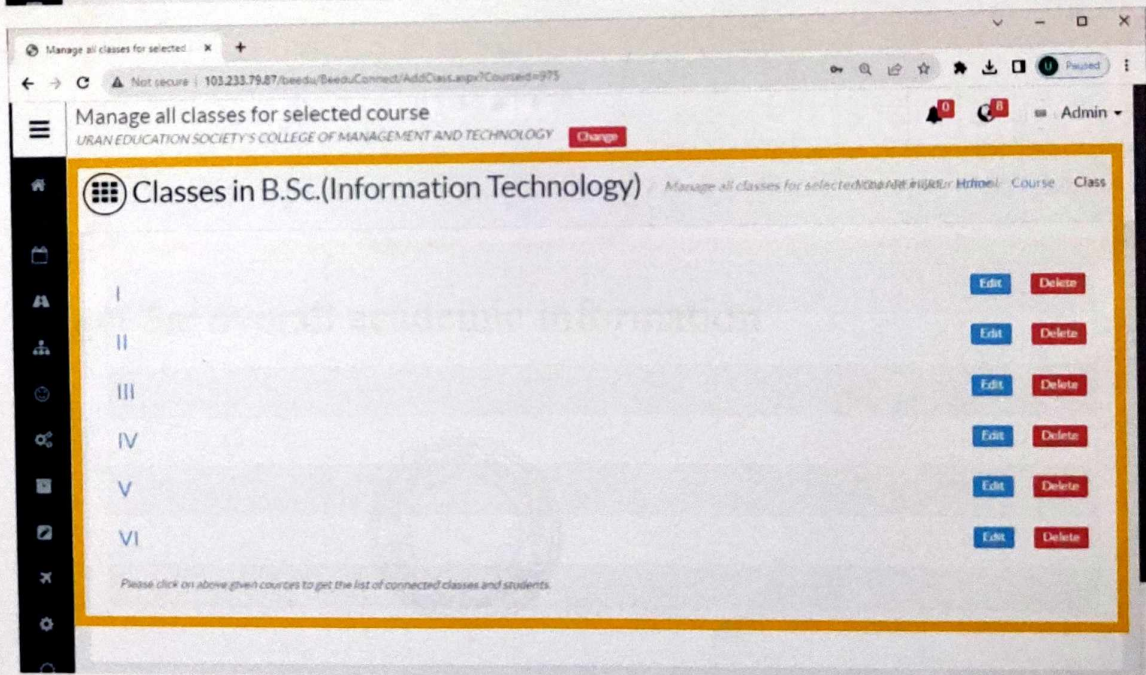 Manage all classes for selected
Not secure | 103.233.79.87/beedu/BeeduConnect/AddClass.aspx?Courseid=975
Paused
Manage all classes for selected course
URAN EDUCATION SOCIETY'S COLLEGE OF MANAGEMENT AND TECHNOLOGY Change
0 8 Admin
Classes in B.Sc.(Information Technology) Manage all classes for selected Course Class
I Edit Delete
II Edit Delete
III Edit Delete
IV Edit Delete
V Edit Delete
VI Edit Delete
Please click on above given cources to get the list of connected classes and students.